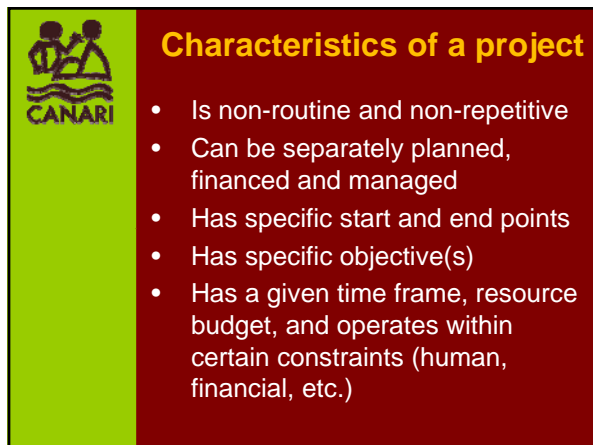 CANARI
Characteristics of a project
• Is non-routine and non-repetitive
• Can be separately planned,
financed and managed
• Has specific start and end points
• Has specific objective(s)
• Has a given time frame, resource
budget, and operates within
certain constraints (human,
financial, etc.)